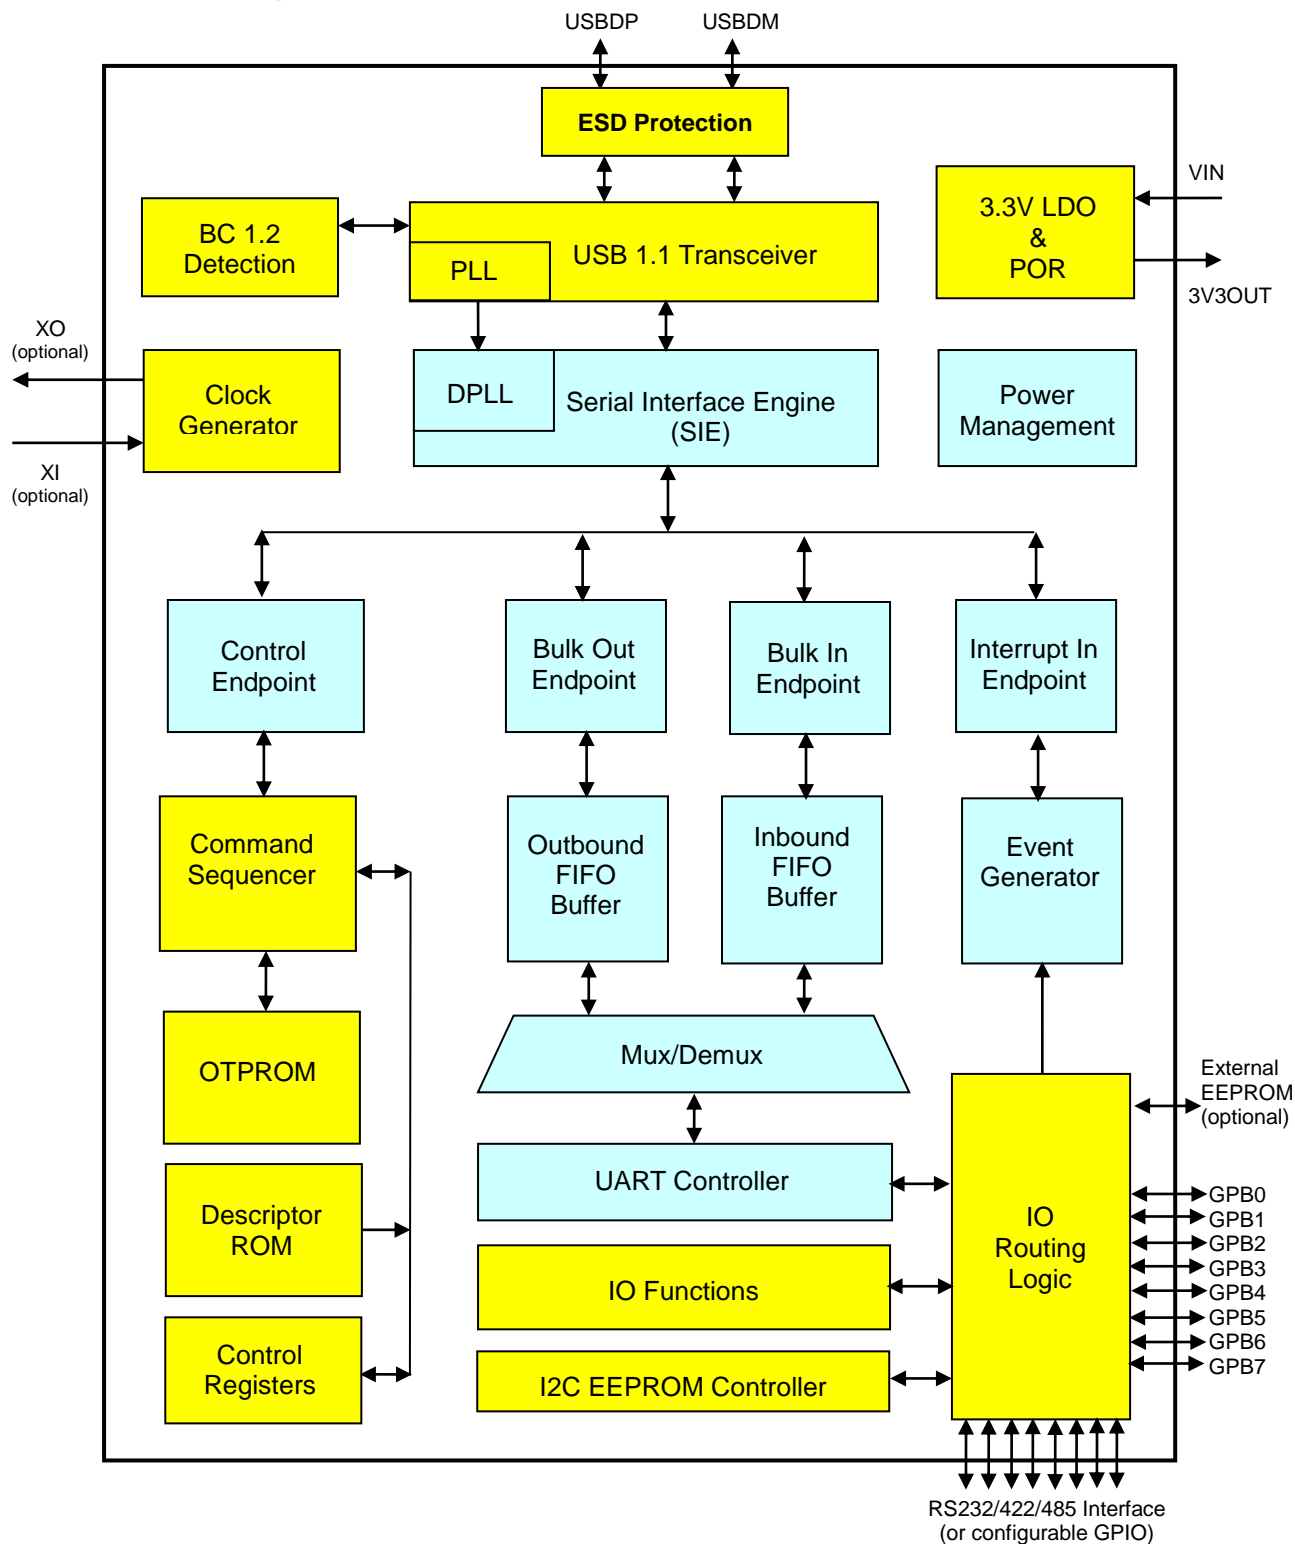 USBDP
USBDM
ESD Protection
VIN
3.3V LDO
&
POR
BC 1.2
Detection
USB 1.1 Transceiver
PLL
3V3OUT
XO
(optional)
Clock
Generator
DPLL
Serial Interface Engine
(SIE)
Power
Management
XI
(optional)
Control
Endpoint
Bulk Out
Endpoint
Bulk In
Endpoint
Interrupt In
Endpoint
Command
Sequencer
Outbound
FIFO
Buffer
Inbound
FIFO
Buffer
Event
Generator
OTPROM
Mux/Demux
External
EEPROM
(optional)
UART Controller
Descriptor
ROM
IO
Routing
Logic
GPB0
GPB1
GPB2
GPB3
GPB4
GPB5
GPB6
GPB7
IO Functions
Control
Registers
I2C EEPROM Controller
RS232/422/485 Interface
(or configurable GPIO)